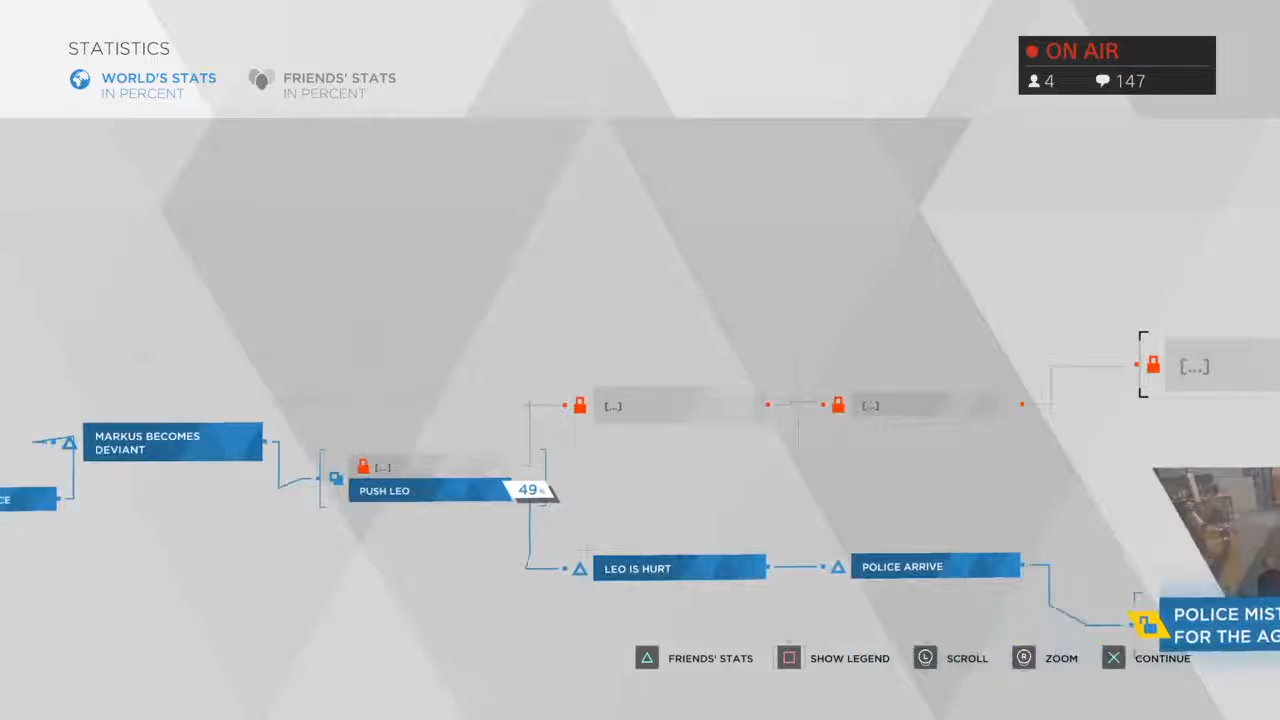 STATISTICS
WORLD'S STATS
IN PERCENT
FRIENDS' STATS
IN PERCENT
ON AIR
4
147
[...]
[...]
[...]
MARKUS BECOMES
DEVIANT
[...]
PUSH LEO
49%
CE
LEO IS HURT
POLICE ARRIVE
POLICE MIST
FOR THE AG
FRIENDS' STATS
SHOW LEGEND
L
SCROLL
R
ZOOM
CONTINUE